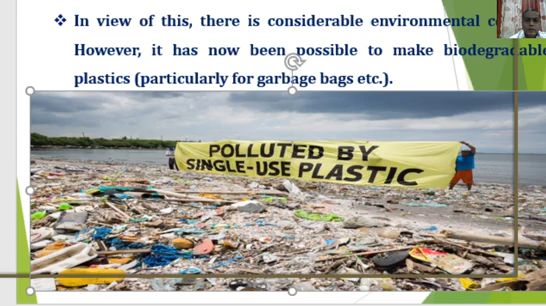 In view of this, there is considerable environmental
However, it has now been possible to make biodegradable
plastics (particularly for garbage bags etc.).
POLLUTED BY
SINGLE-USE PLASTIC